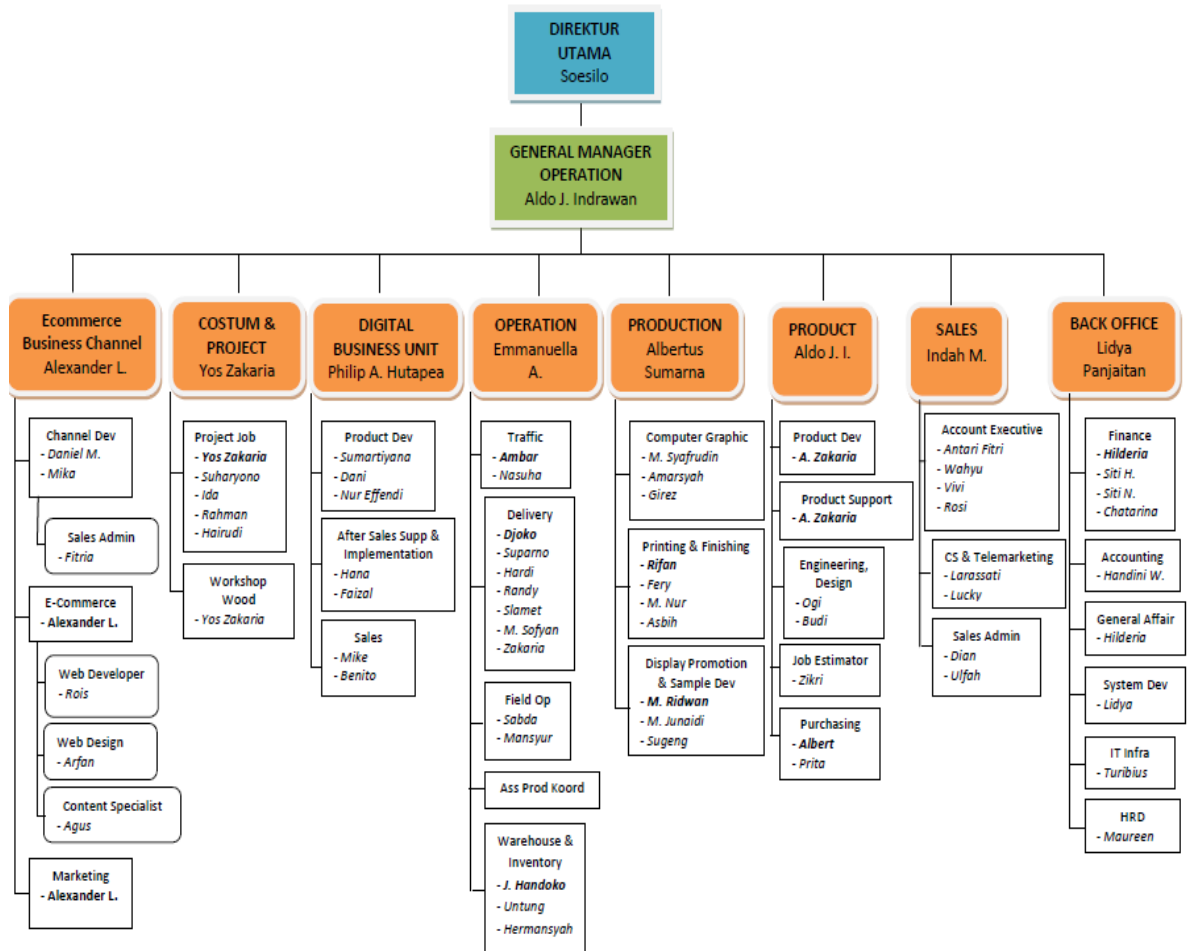 DIREKTUR
UTAMA
Soesilo
GENERAL MANAGER
OPERATION
Aldo J. Indrawan
Ecommerce
Business Channel
Alexander L.
Channel Dev
- Daniel M.
- Mika
Sales Admin
- Fitria
E-Commerce
- Alexander L.
Web Developer
- Rois
Web Design
- Arfan
Content Specialist
- Agus
Marketing
- Alexander L.
COSTUM &
PROJECT
Yos Zakaria
Project Job
- Yos Zakaria
- Suharyono
- Ida
- Rahman
- Hairudi
Workshop
Wood
- Yos Zakaria
DIGITAL
BUSINESS UNIT
Philip A. Hutapea
Product Dev
- Sumartiyana
- Dani
- Nur Effendi
After Sales Supp &
Implementation
- Hana
- Faizal
Sales
- Mike
- Benito
OPERATION
Emmanuella
A.
Traffic
- Ambar
- Nasuha
Delivery
- Djoko
- Suparno
- Hardi
- Randy
- Slamet
- M. Sofyan
- Zakaria
Field Op
- Sabda
- Mansyur
Ass Prod Koord
Warehouse &
Inventory
- J. Handoko
- Untung
- Hermansyah
PRODUCTION
Albertus
Sumarna
Computer Graphic
- M. Syafrudin
- Amarsyah
- Girez
Printing & Finishing
- Rifan
- Fery
- M. Nur
- Asbih
Display Promotion
& Sample Dev
- M. Ridwan
- M. Junaidi
- Sugeng
PRODUCT
Aldo J. I.
Product Dev
- A. Zakaria
Product Support
- A. Zakaria
Engineering,
Design
- Ogi
- Budi
Job Estimator
- Zikri
Purchasing
- Albert
- Prita
SALES
Indah M.
Account Executive
- Antari Fitri
- Wahyu
- Vivi
- Rosi
CS & Telemarketing
- Larassati
- Lucky
Sales Admin
- Dian
- Ulfah
BACK OFFICE
Lidya
Panjaitan
Finance
- Hilderia
- Siti H.
- Siti N.
- Chatarina
Accounting
- Handini W.
General Affair
- Hilderia
System Dev
- Lidya
IT Infra
- Turibius
HRD
- Maureen